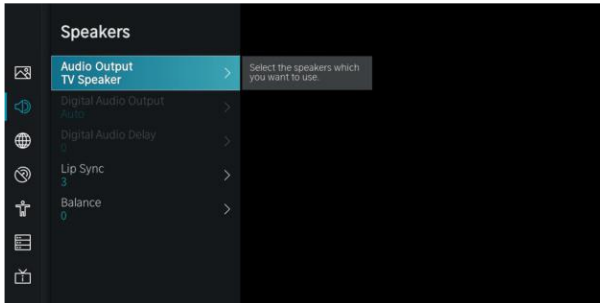 Speakers
Audio Output
TV Speaker
Select the speakers which
you want to use.
Digital Audio Output
Auto
Digital Audio Delay
0
Lip Sync
3
Balance
0